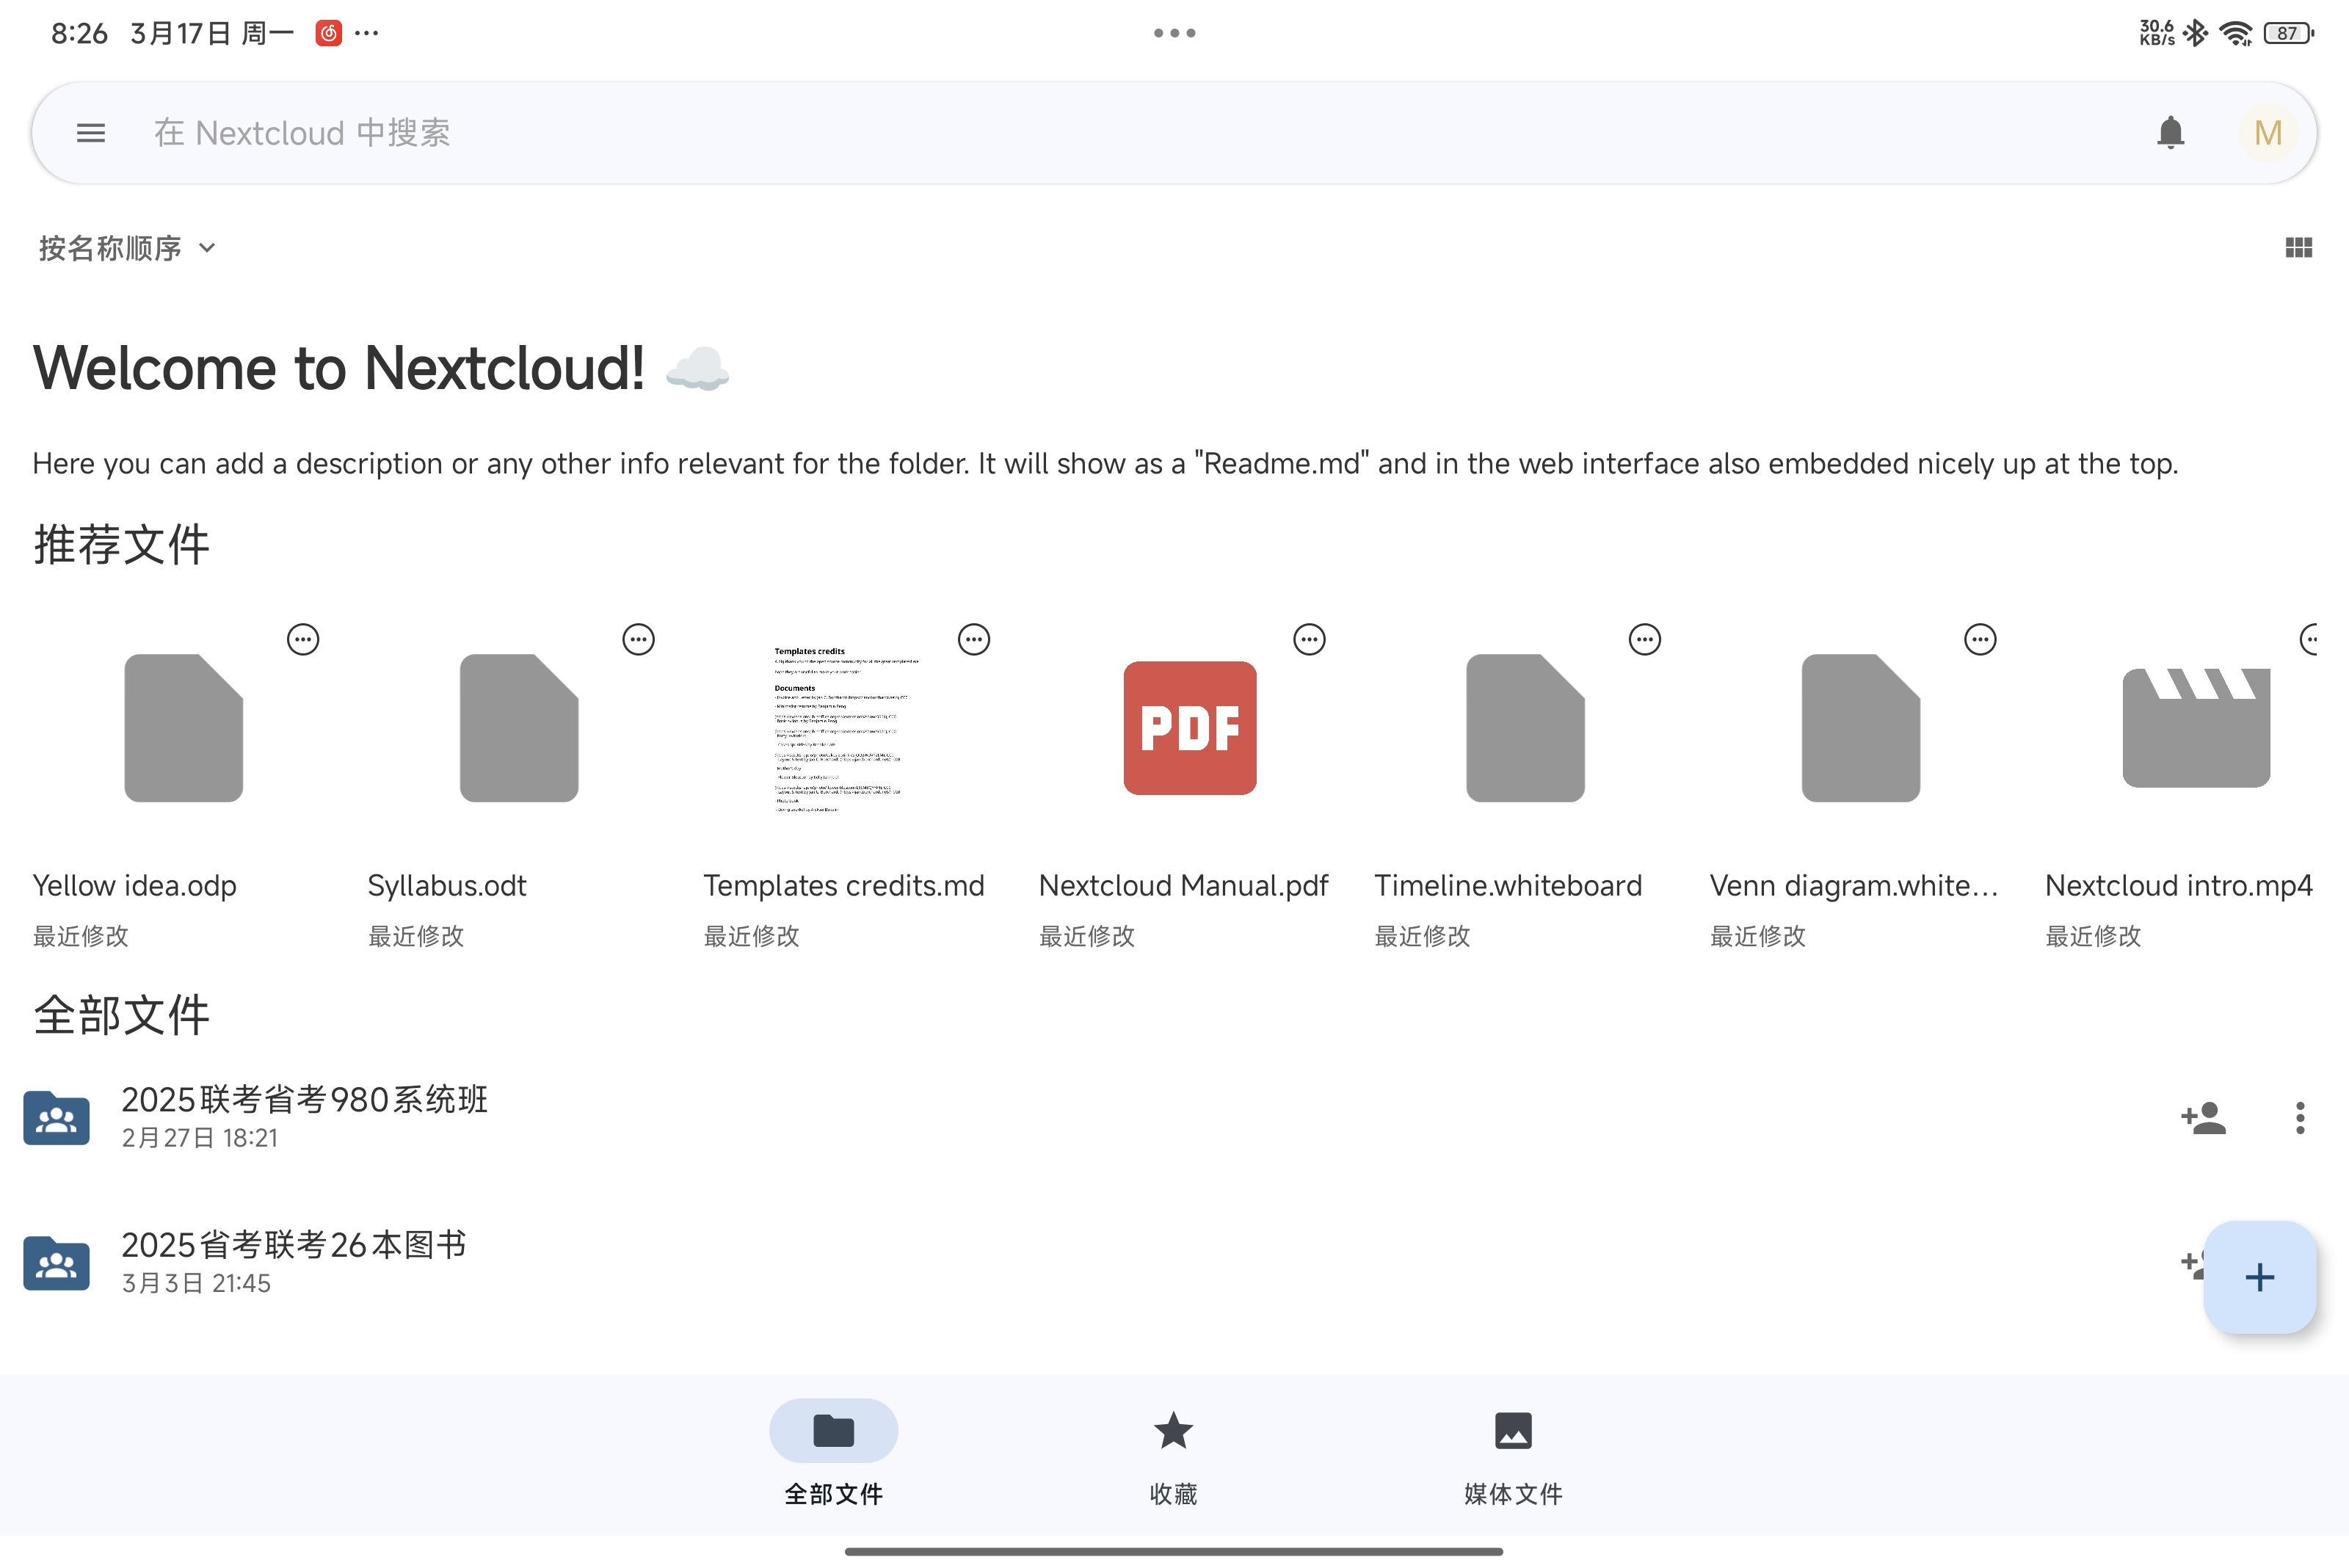 8:26 3月17日 周一
30.6 KB/s 87
在 Nextcloud 中搜索
M
按名称顺序
Welcome to Nextcloud! ☁️
Here you can add a description or any other info relevant for the folder. It will show as a "Readme.md" and in the web interface also embedded nicely up at the top.
推荐文件
Templates credits
Documents
PDF
Yellow idea.odp
最近修改
Syllabus.odt
最近修改
Templates credits.md
最近修改
Nextcloud Manual.pdf
最近修改
Timeline.whiteboard
最近修改
Venn diagram.white...
最近修改
Nextcloud intro.mp4
最近修改
全部文件
2025联考省考980系统班
2月27日 18:21
2025省考联考26本图书
3月3日 21:45
全部文件
收藏
媒体文件